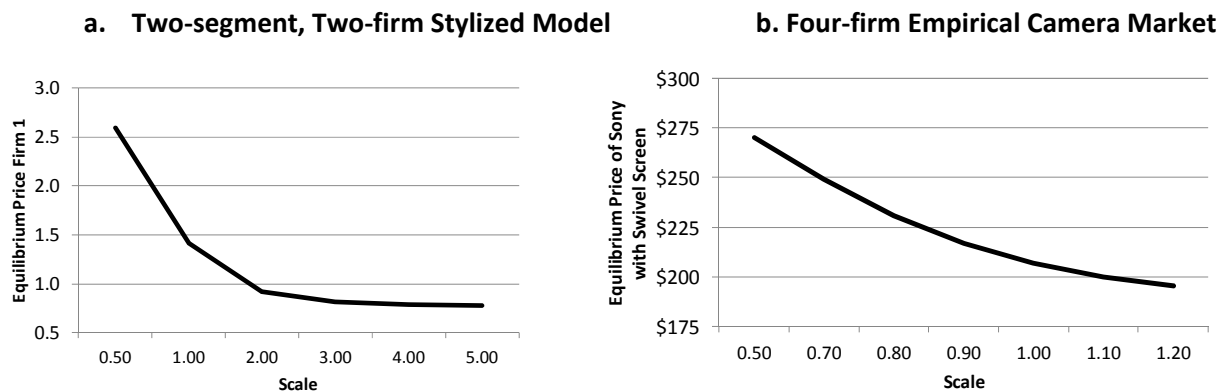 a. Two-segment, Two-firm Stylized Model
Equilibrium Price Firm 1
3.0
2.5
2.0
1.5
1.0
0.5
0.50 1.00 2.00 3.00 4.00 5.00
Scale
b. Four-firm Empirical Camera Market
Equilibrium Price of Sony
with Swivel Screen
$300
$275
$250
$225
$200
$175
0.50 0.70 0.80 0.90 1.00 1.10 1.20
Scale